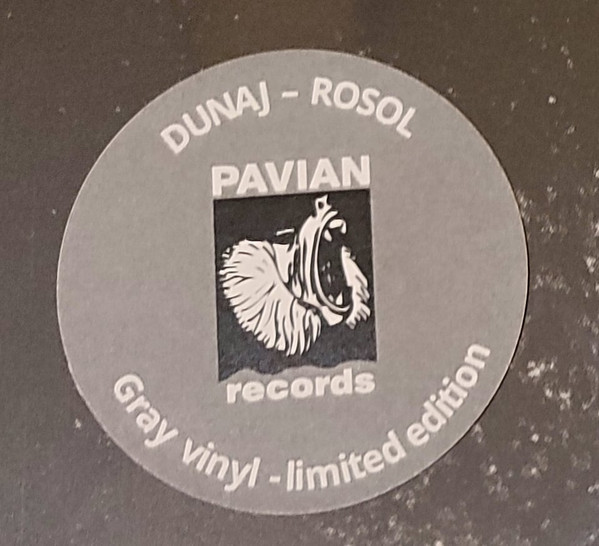 DUNAJ – ROSOL
PAVIAN
records
Gray vinyl - limited edition